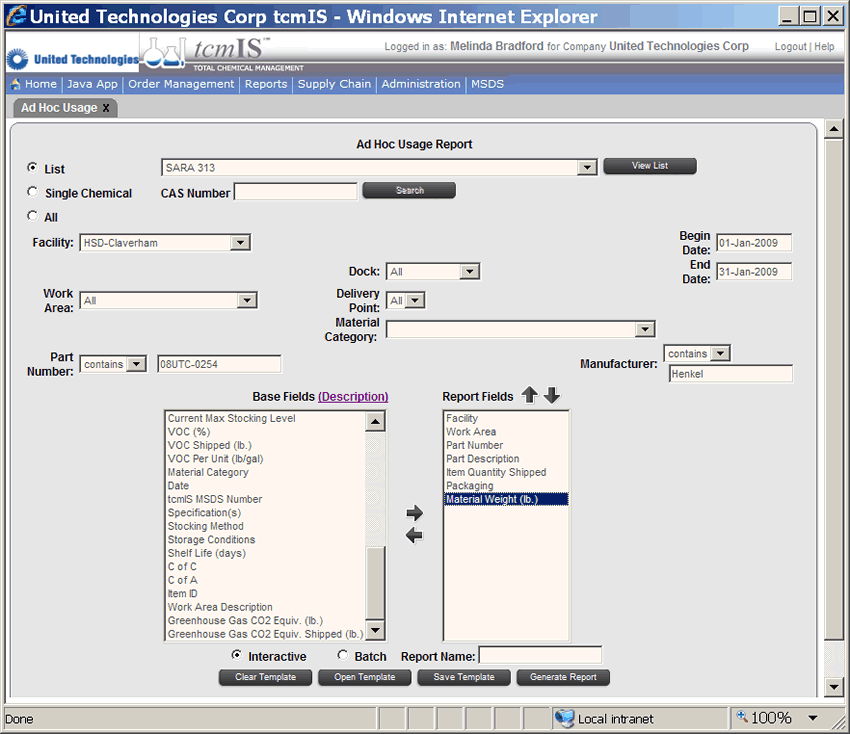 United Technologies Corp tcmIS - Windows Internet Explorer
United Technologies tcmIS™ TOTAL CHEMICAL MANAGEMENT
Logged in as: Melinda Bradford for Company United Technologies Corp Logout | Help
Home | Java App | Order Management | Reports | Supply Chain | Administration | MSDS
Ad Hoc Usage x
Ad Hoc Usage Report
List SARA 313 View List
Single Chemical CAS Number Search
All
Facility: HSD-Claverham
Begin Date: 01-Jan-2009
Dock: All
End Date: 31-Jan-2009
Work Area: All
Delivery Point: All
Material Category:
Part Number: contains 08UTC-0254
Manufacturer: contains
Henkel
Base Fields (Description)
Current Max Stocking Level
VOC (%)
VOC Shipped (lb.)
VOC Per Unit (lb/gal)
Material Category
Date
tcmIS MSDS Number
Specification(s)
Stocking Method
Storage Conditions
Shelf Life (days)
C of C
C of A
Item ID
Work Area Description
Greenhouse Gas CO2 Equiv. (lb.)
Greenhouse Gas CO2 Equiv. Shipped (lb.)
Report Fields
Facility
Work Area
Part Number
Part Description
Item Quantity Shipped
Packaging
Material Weight (lb.)
Interactive Batch Report Name:
Clear Template Open Template Save Template Generate Report
Done Local intranet 100%